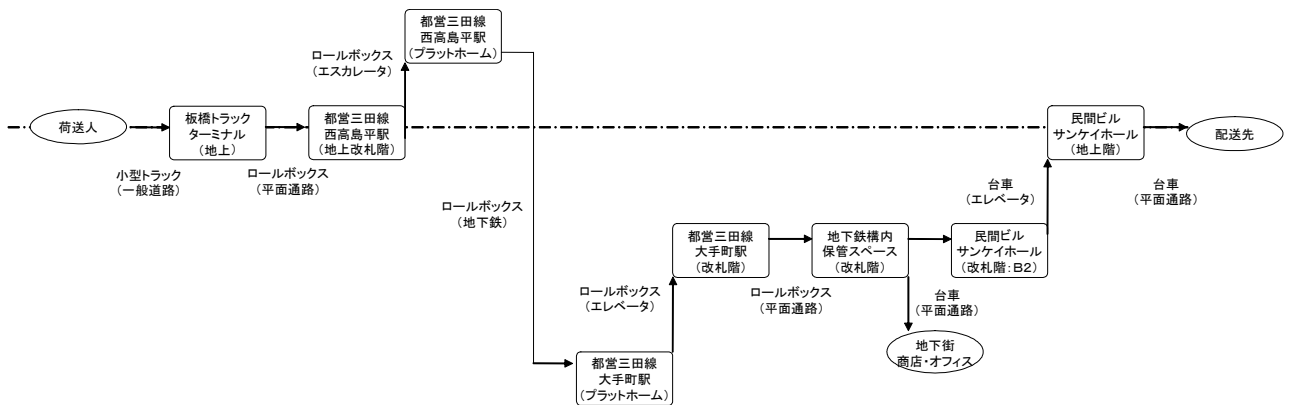 荷送人
小型トラック
（一般道路）
板橋トラック
ターミナル
（地上）
ロールボックス
（平面通路）
都営三田線
西高島平駅
（地上改札階）
ロールボックス
（エスカレータ）
都営三田線
西高島平駅
（プラットホーム）
ロールボックス
（地下鉄）
都営三田線
大手町駅
（プラットホーム）
ロールボックス
（エレベータ）
都営三田線
大手町駅
（改札階）
ロールボックス
（平面通路）
地下鉄構内
保管スペース
（改札階）
台車
（平面通路）
地下街
商店・オフィス
民間ビル
サンケイホール
（改札階：B2）
台車
（エレベータ）
民間ビル
サンケイホール
（地上階）
台車
（平面通路）
配送先